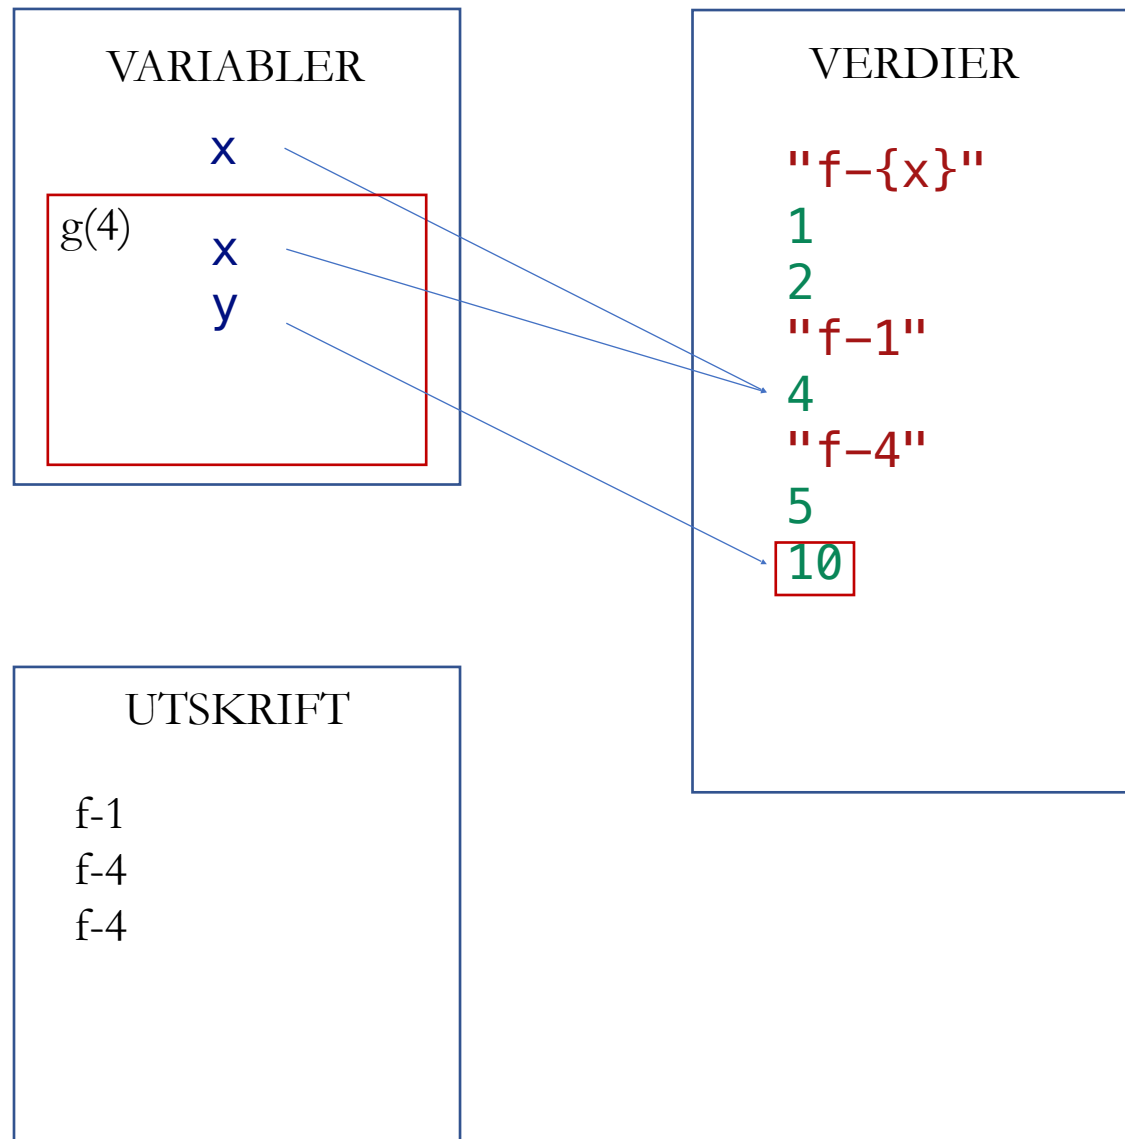 VARIABLER
x
g(4)
x
y
VERDIER
"f–{x}"
1
2
"f–1"
4
"f–4"
5
10
UTSKRIFT
f-1
f-4
f-4